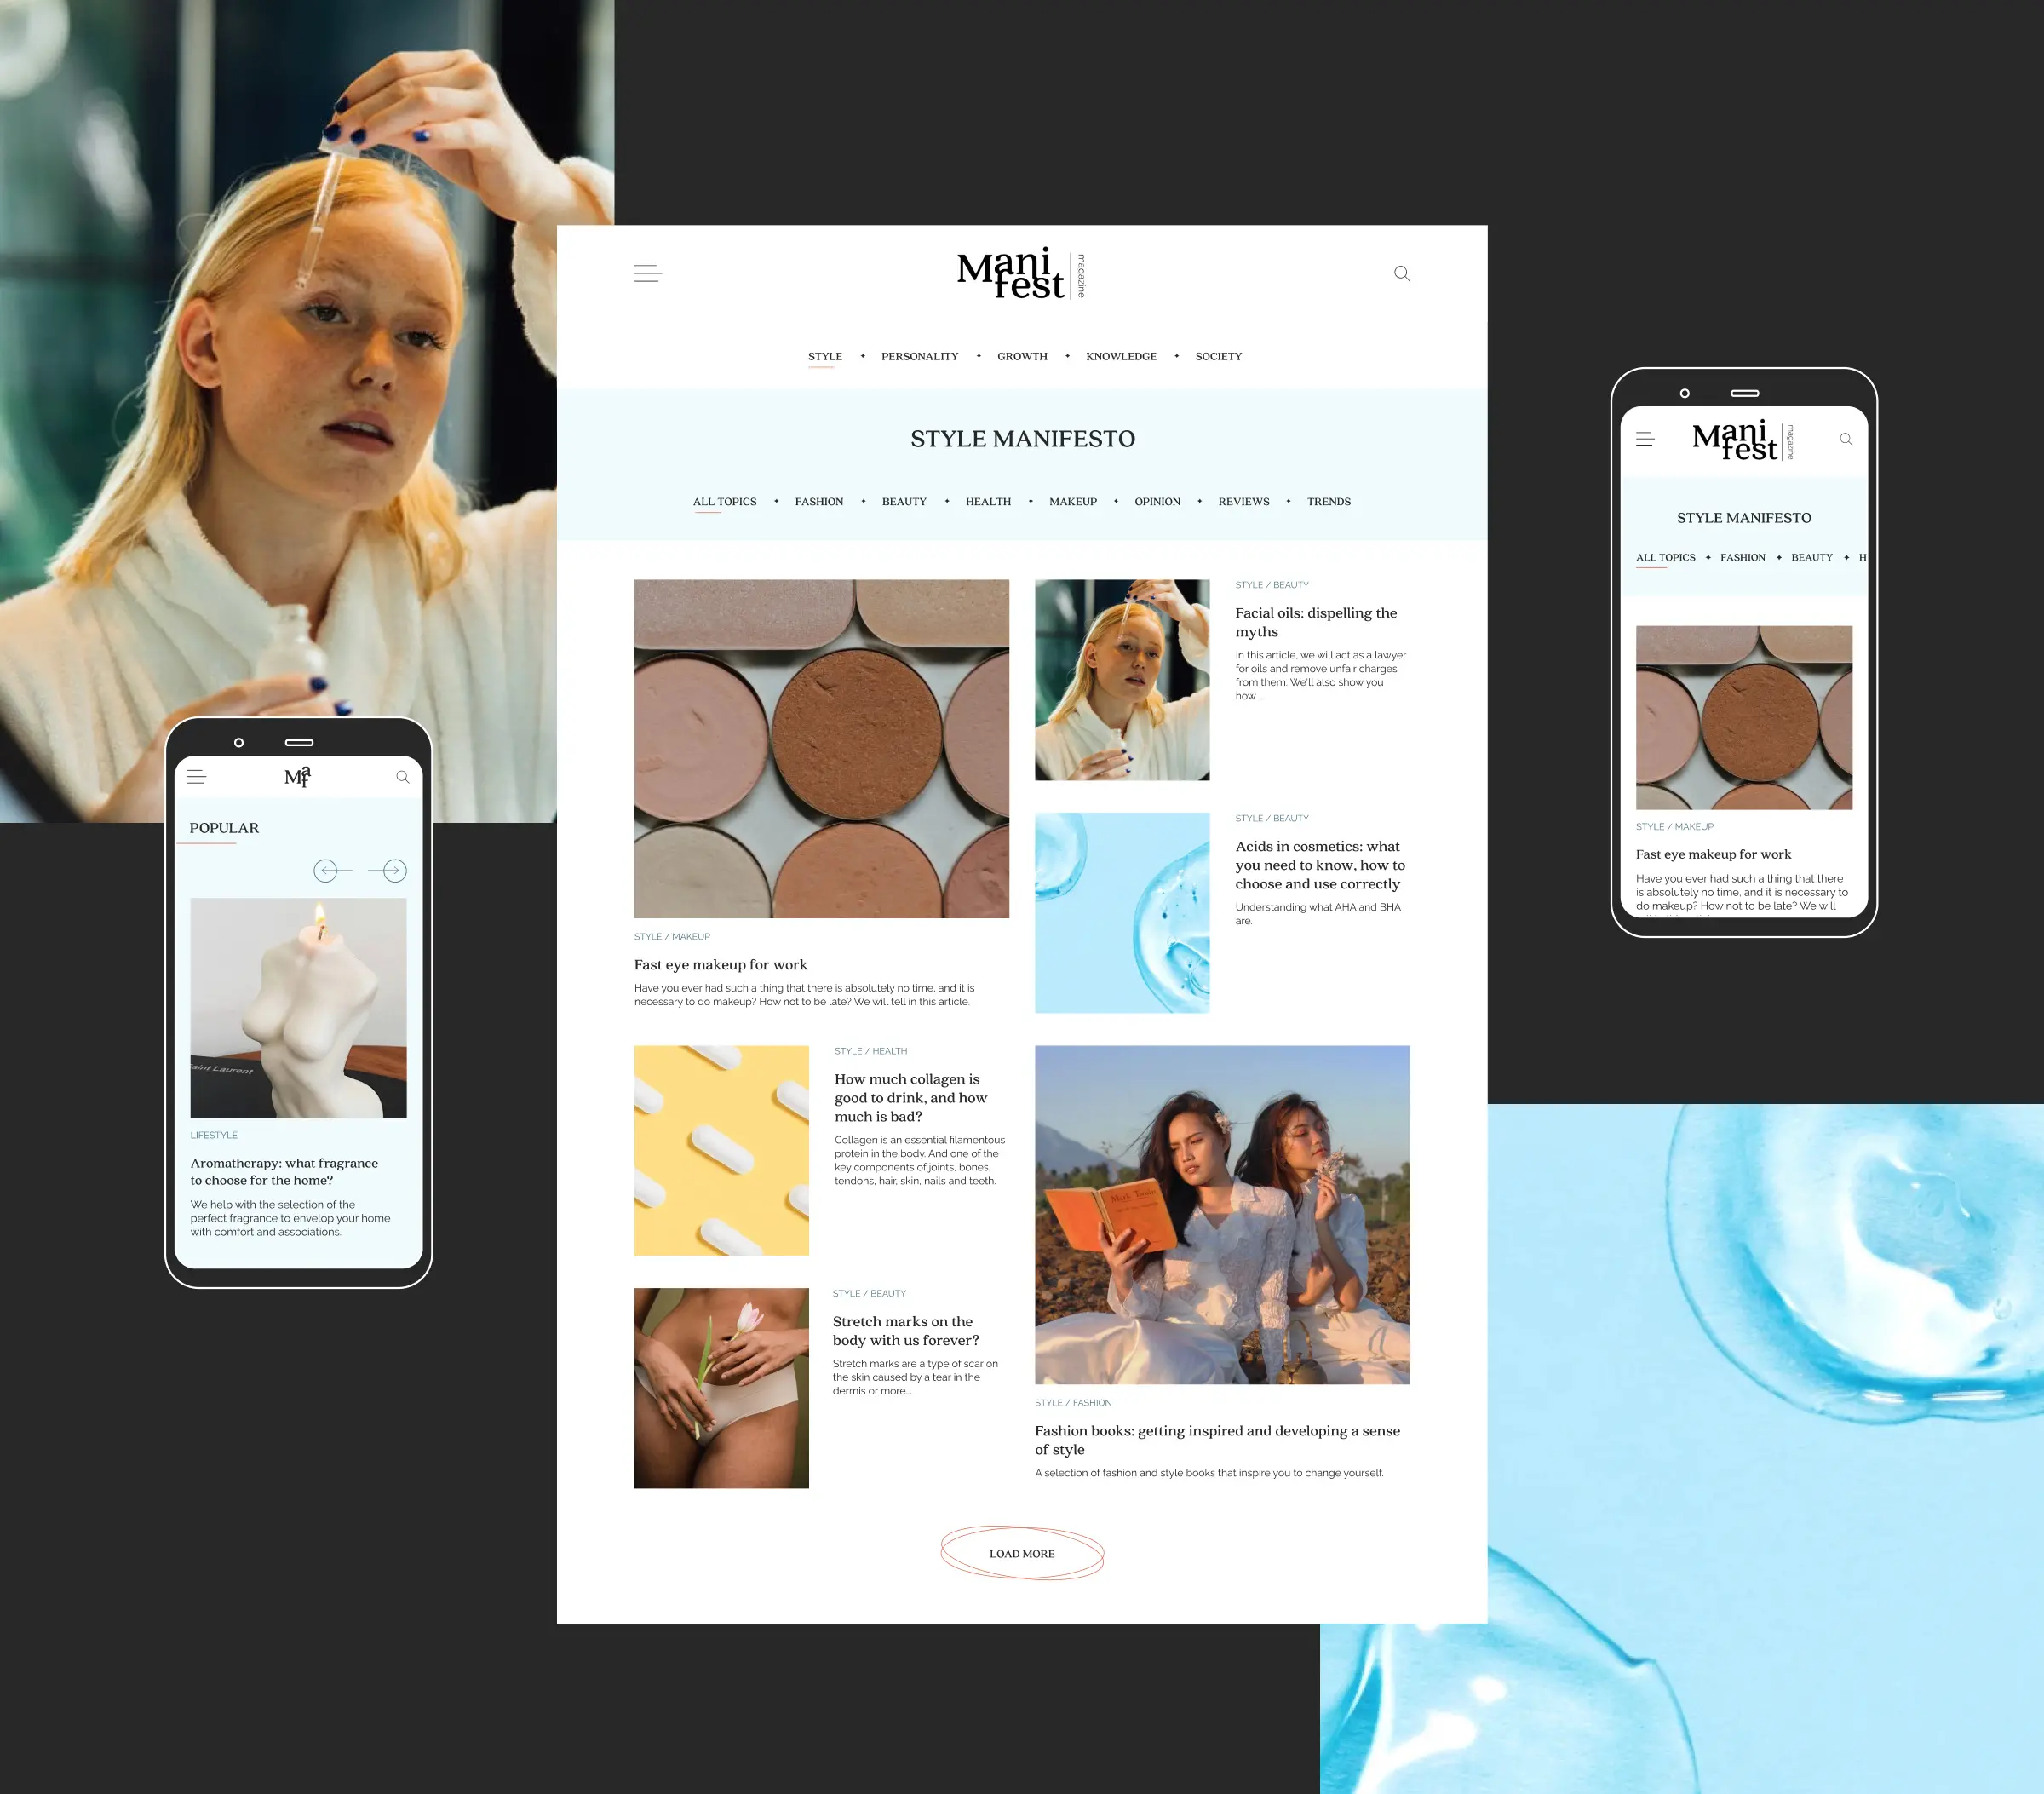 Mani
fest
magazine
STYLE ✦ PERSONALITY ✦ GROWTH ✦ KNOWLEDGE ✦ SOCIETY
STYLE MANIFESTO
ALL TOPICS ✦ FASHION ✦ BEAUTY ✦ HEALTH ✦ MAKEUP ✦ OPINION ✦ REVIEWS ✦ TRENDS
STYLE / MAKEUP
Fast eye makeup for work
Have you ever had such a thing that there is absolutely no time, and it is
necessary to do makeup? How not to be late? We will tell in this article.
STYLE / BEAUTY
Facial oils: dispelling the
myths
In this article, we will act as a lawyer
for oils and remove unfair charges
from them. We'll also show you
how ...
STYLE / BEAUTY
Acids in cosmetics: what
you need to know, how to
choose and use correctly
Understanding what AHA and BHA
are.
STYLE / HEALTH
How much collagen is
good to drink, and how
much is bad?
Collagen is an essential filamentous
protein in the body. And one of the
key components of joints, bones,
tendons, hair, skin, nails and teeth.
STYLE / BEAUTY
Stretch marks on the
body with us forever?
Stretch marks are a type of scar on
the skin caused by a tear in the
dermis or more...
Mark Twain
STYLE / FASHION
Fashion books: getting inspired and developing a sense
of style
A selection of fashion and style books that inspire you to change yourself.
LOAD MORE
Maf
POPULAR
Saint Laurent
LIFESTYLE
Aromatherapy: what fragrance
to choose for the home?
We help with the selection of the
perfect fragrance to envelop your home
with comfort and associations.
Mani
fest
magazine
STYLE MANIFESTO
ALL TOPICS ✦ FASHION ✦ BEAUTY ✦ H
STYLE / MAKEUP
Fast eye makeup for work
Have you ever had such a thing that there
is absolutely no time, and it is necessary to
do makeup? How not to be late? We will